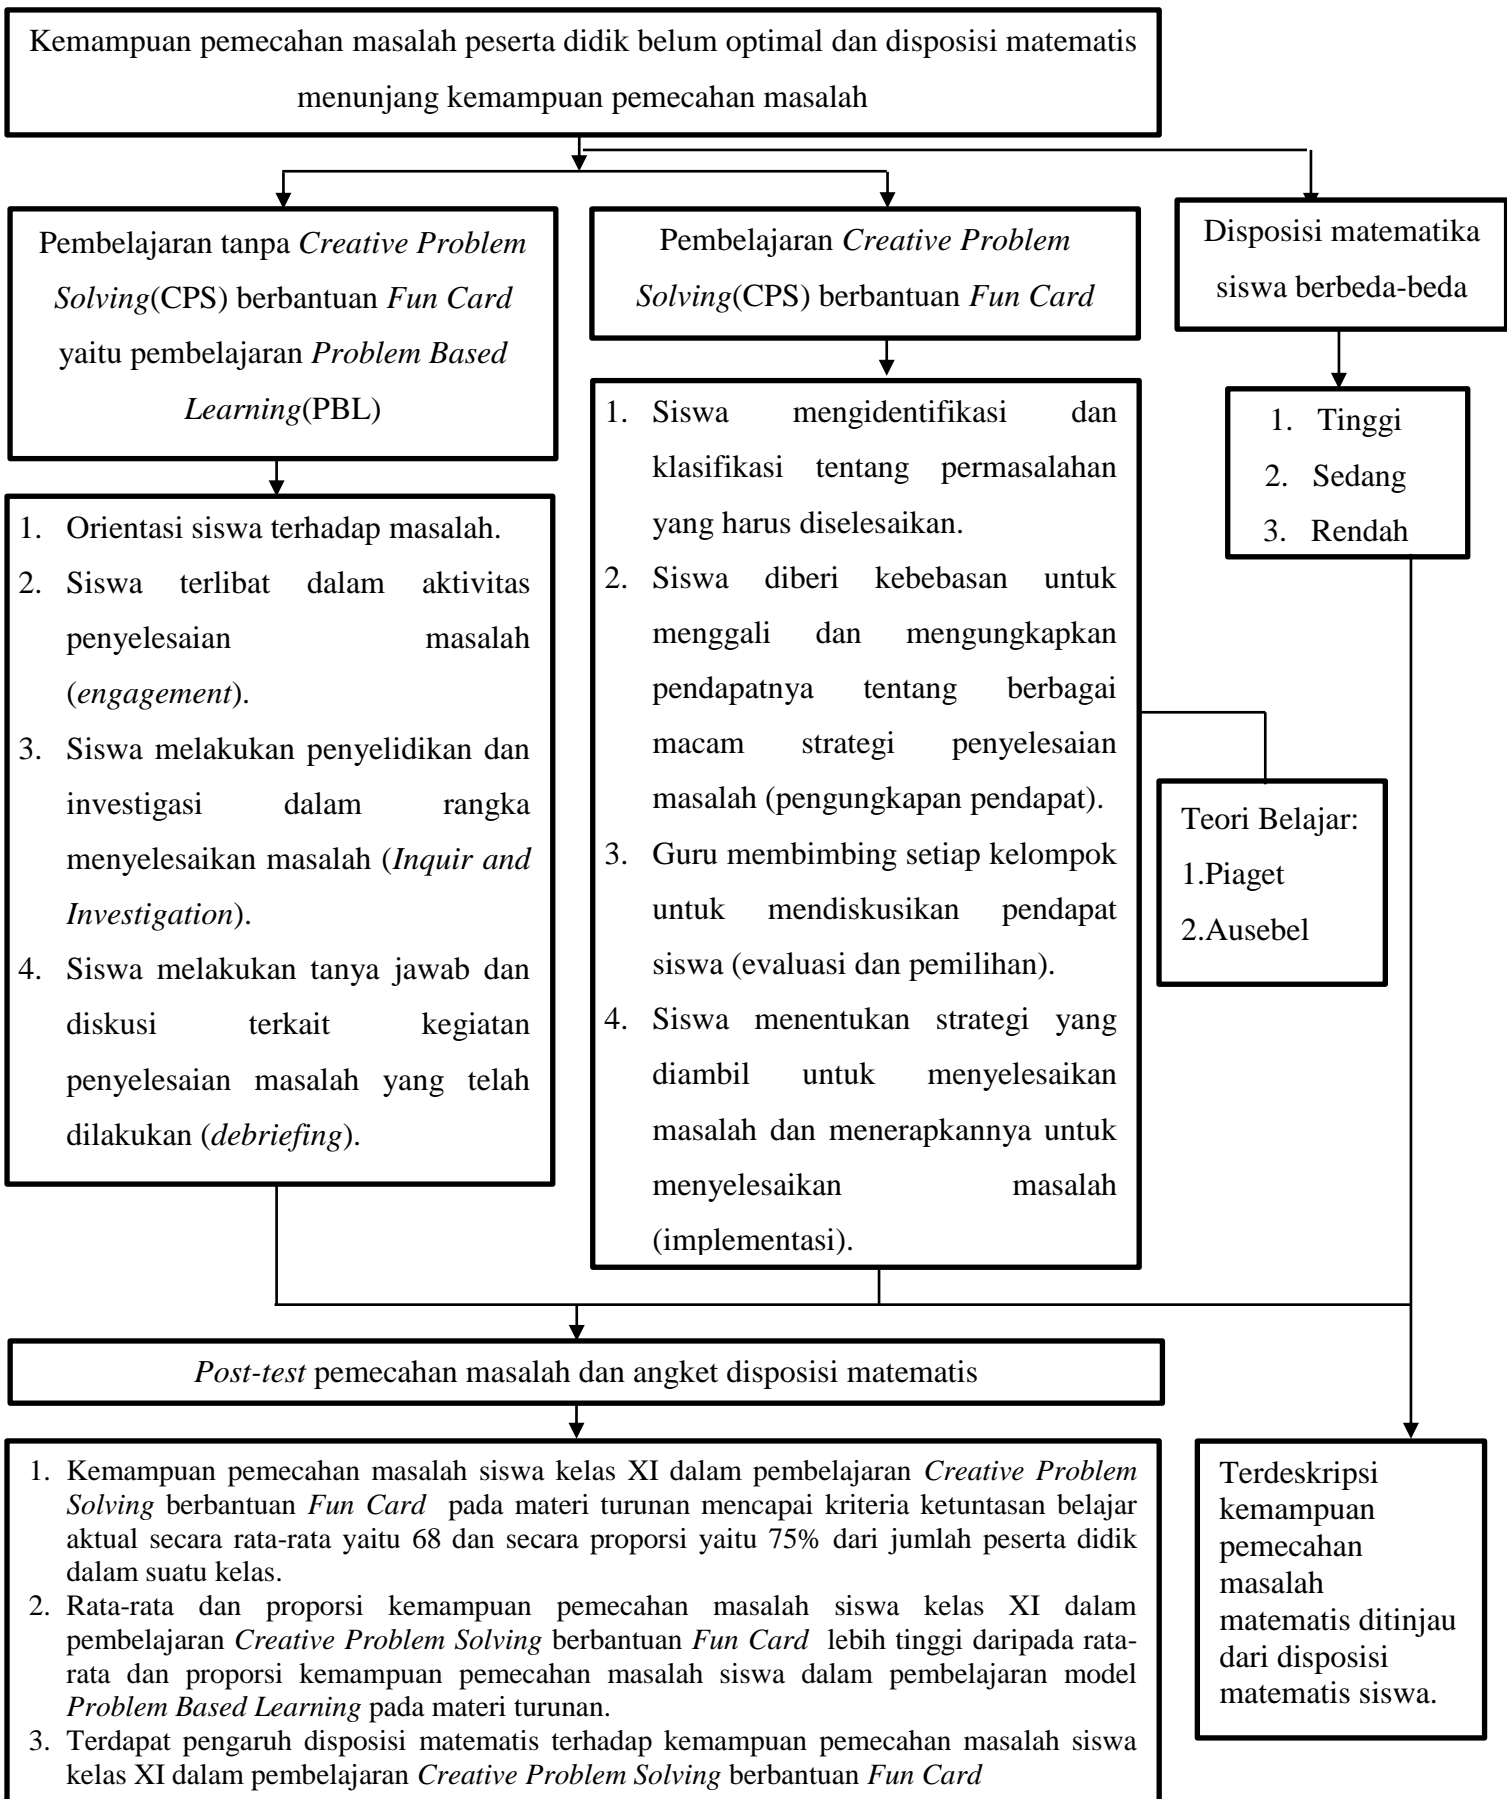 Kemampuan pemecahan masalah peserta didik belum optimal dan disposisi matematis
menunjang kemampuan pemecahan masalah
Pembelajaran tanpa Creative Problem
Solving(CPS) berbantuan Fun Card
yaitu pembelajaran Problem Based
Learning(PBL)
Pembelajaran Creative Problem
Solving(CPS) berbantuan Fun Card
Disposisi matematika
siswa berbeda-beda
1. Orientasi siswa terhadap masalah.
2. Siswa terlibat dalam aktivitas
penyelesaian masalah
(engagement).
3. Siswa melakukan penyelidikan dan
investigasi dalam rangka
menyelesaikan masalah (Inquir and
Investigation).
4. Siswa melakukan tanya jawab dan
diskusi terkait kegiatan
penyelesaian masalah yang telah
dilakukan (debriefing).
1. Siswa mengidentifikasi dan
klasifikasi tentang permasalahan
yang harus diselesaikan.
2. Siswa diberi kebebasan untuk
menggali dan mengungkapkan
pendapatnya tentang berbagai
macam strategi penyelesaian
masalah (pengungkapan pendapat).
3. Guru membimbing setiap kelompok
untuk mendiskusikan pendapat
siswa (evaluasi dan pemilihan).
4. Siswa menentukan strategi yang
diambil untuk menyelesaikan
masalah dan menerapkannya untuk
menyelesaikan masalah
(implementasi).
1. Tinggi
2. Sedang
3. Rendah
Teori Belajar:
1.Piaget
2.Ausebel
Post-test pemecahan masalah dan angket disposisi matematis
1. Kemampuan pemecahan masalah siswa kelas XI dalam pembelajaran Creative Problem
Solving berbantuan Fun Card pada materi turunan mencapai kriteria ketuntasan belajar
aktual secara rata-rata yaitu 68 dan secara proporsi yaitu 75% dari jumlah peserta didik
dalam suatu kelas.
2. Rata-rata dan proporsi kemampuan pemecahan masalah siswa kelas XI dalam
pembelajaran Creative Problem Solving berbantuan Fun Card lebih tinggi daripada rata-
rata dan proporsi kemampuan pemecahan masalah siswa dalam pembelajaran model
Problem Based Learning pada materi turunan.
3. Terdapat pengaruh disposisi matematis terhadap kemampuan pemecahan masalah siswa
kelas XI dalam pembelajaran Creative Problem Solving berbantuan Fun Card
Terdeskripsi
kemampuan
pemecahan
masalah
matematis ditinjau
dari disposisi
matematis siswa.